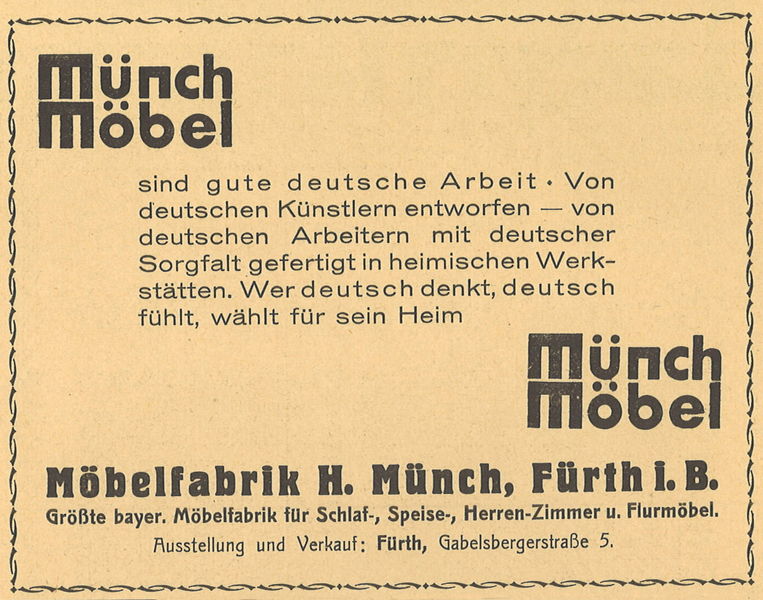 Münch
Möbel
sind gute deutsche Arbeit • Von
deutschen Künstlern entworfen — von
deutschen Arbeitern mit deutscher
Sorgfalt gefertigt in heimischen Werk-
stätten. Wer deutsch denkt, deutsch
fühlt, wählt für sein Heim
Münch
Möbel
Möbelfabrik H. Münch, Fürth i. B.
Größte bayer. Möbelfabrik für Schlaf-, Speise-, Herren-Zimmer u. Flurmöbel.
Ausstellung und Verkauf: Fürth, Gabelsbergerstraße 5.